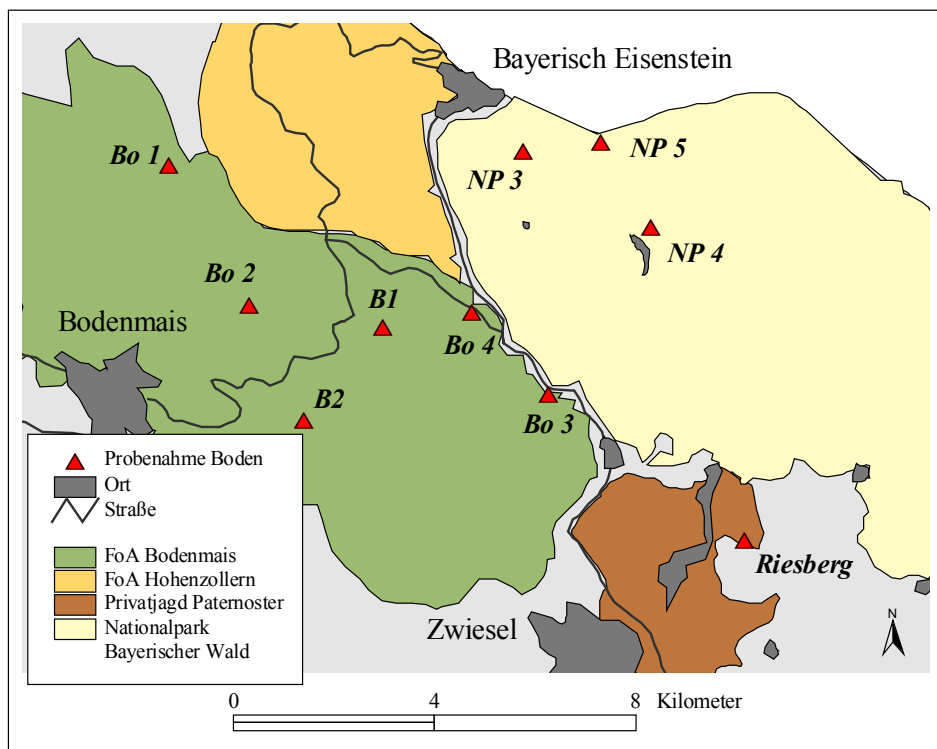 Bayerisch Eisenstein
Bo 1
NP 3
NP 5
NP 4
Bo 2
B1
Bo 4
Bodenmais
B2
Bo 3
Probenahme Boden
Ort
Straße
FoA Bodenmais
FoA Hohenzollern
Privatjagd Paternoster
Nationalpark
Bayerischer Wald
Riesberg
Zwiesel
N
0 4 8 Kilometer